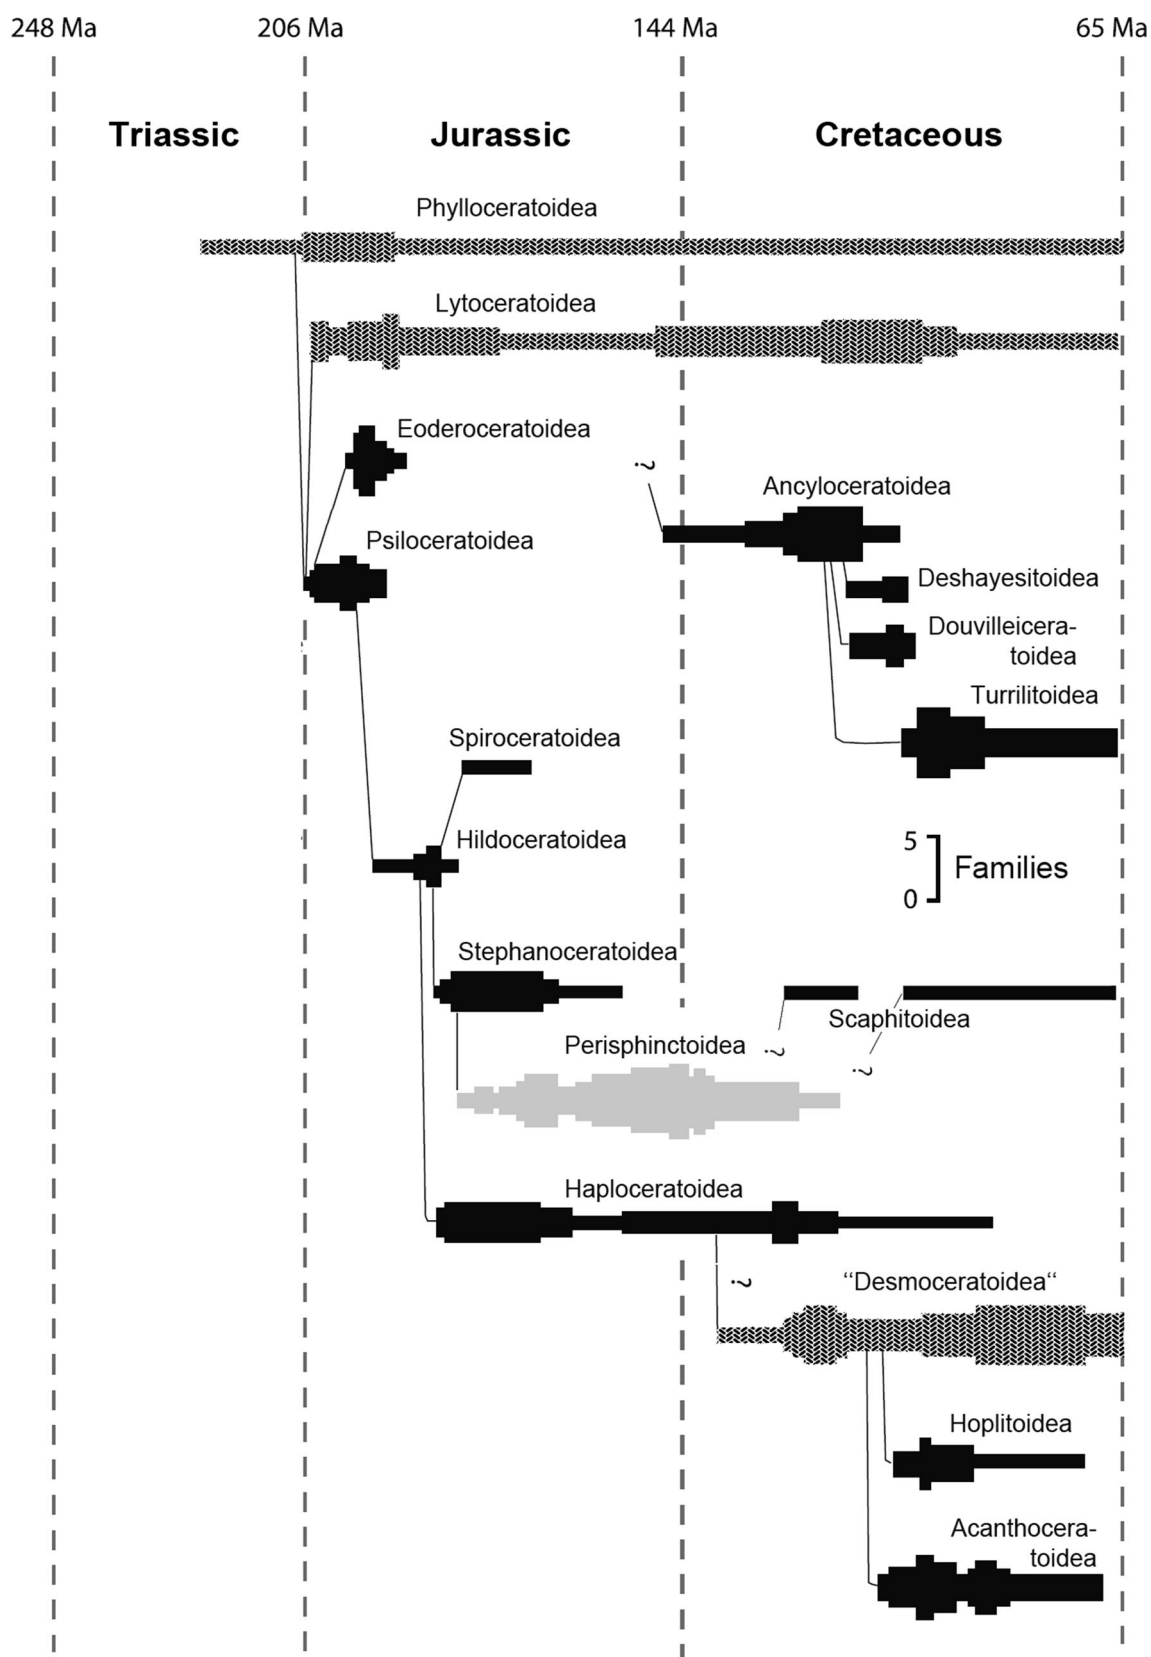 248 Ma 206 Ma 144 Ma 65 Ma
Triassic Jurassic Cretaceous
Phylloceratoidea
Lytoceratoidea
Eoderoceratoidea
?
Ancyloceratoidea
Psiloceratoidea
Deshayesitoidea
Douvilleicera-
toidea
Turrilitoidea
Spiroceratoidea
Hildoceratoidea
5
Families
0
Stephanoceratoidea
Scaphitoidea
Perisphinctoidea
?
?
Haploceratoidea
?
“Desmoceratoidea“
Hoplitoidea
Acanthocera-
toidea